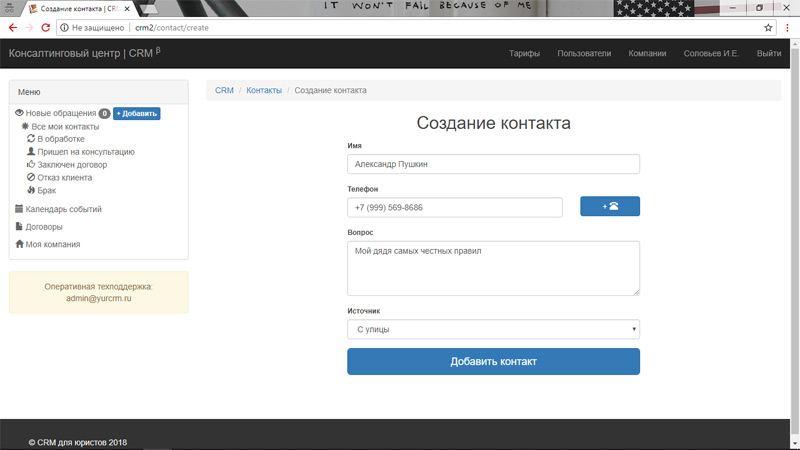 IT WON'T FAIL BECAUSE OF ME
Создание контакта | CRM
Не защищено | crm2/contact/create
Консалтинговый центр | CRM β
Тарифы Пользователи Компании Соловьев И.Е. Выйти
Меню
Новые обращения 0 + Добавить
Все мои контакты
В обработке
Пришел на консультацию
Заключен договор
Отказ клиента
Брак
Календарь событий
Договоры
Моя компания
Оперативная техподдержка:
admin@yurcrm.ru
CRM / Контакты / Создание контакта
Создание контакта
Имя
Александр Пушкин
Телефон
+7 (999) 569-8686
+
Вопрос
Мой дядя самых честных правил
Источник
С улицы
Добавить контакт
© CRM для юристов 2018